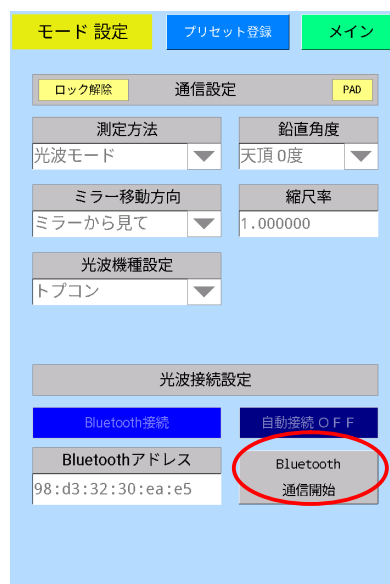 モード 設定 プリセット登録 メイン
ロック解除 通信設定 PAD
測定方法 鉛直角度
光波モード 天頂 0度
ミラー移動方向 縮尺率
ミラーから見て 1.000000
光波機種設定
トプコン
光波接続設定
Bluetooth接続 自動接続 OFF
Bluetoothアドレス Bluetooth
98:d3:32:30:ea:e5 通信開始